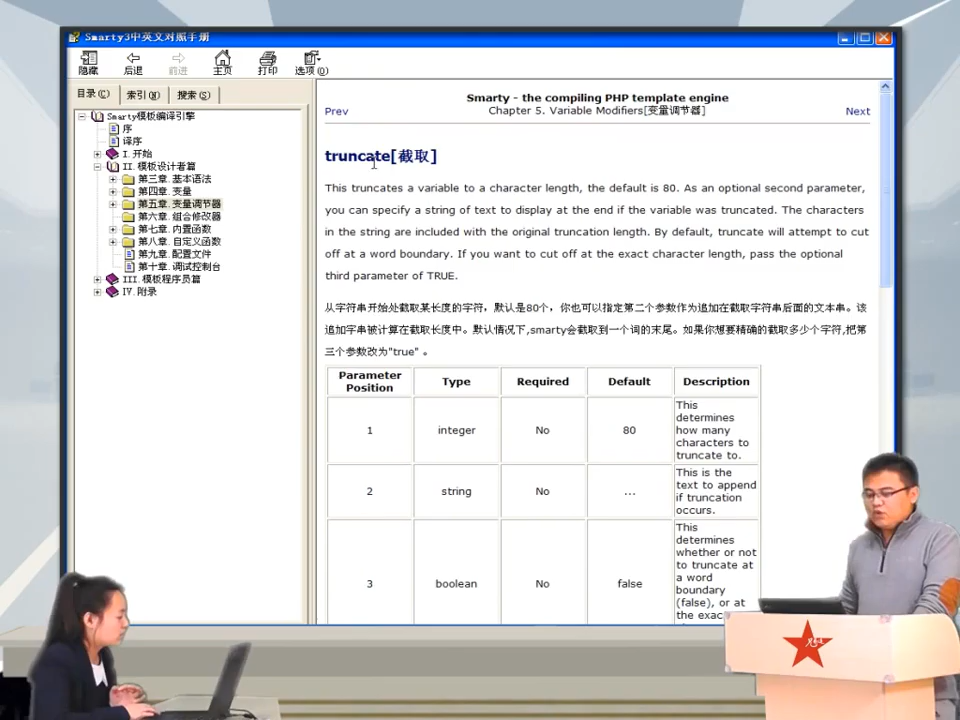 Smarty3中英文对照手册
隐藏
后退
前进
主页
打印
选项(O)
目录(C)
索引(N)
搜索(S)
Smarty模板编译引擎
序
译序
I. 开始
II. 模板设计者篇
第三章. 基本语法
第四章. 变量
第五章. 变量调节器
第六章. 组合修改器
第七章. 内置函数
第八章. 自定义函数
第九章. 配置文件
第十章. 调试控制台
III. 模板程序员篇
IV. 附录
Smarty - the compiling PHP template engine
Prev
Chapter 5. Variable Modifiers[变量调节器]
Next
truncate[截取]
This truncates a variable to a character length, the default is 80. As an optional second parameter,
you can specify a string of text to display at the end if the variable was truncated. The characters
in the string are included with the original truncation length. By default, truncate will attempt to cut
off at a word boundary. If you want to cut off at the exact character length, pass the optional
third parameter of TRUE.
从字符串开始处截取某长度的字符，默认是80个，你也可以指定第二个参数作为追加在截取字符串后面的文本串。该
追加字串被计算在截取长度中。默认情况下,smarty会截取到一个词的末尾。如果你想要精确的截取多少个字符,把第
三个参数改为"true" 。
Parameter
Position
Type
Required
Default
Description
1
integer
No
80
This
determines
how many
characters to
truncate to.
2
string
No
...
This is the
text to append
if truncation
occurs.
3
boolean
No
false
This
determines
whether or not
to truncate at
a word
boundary
(false), or at
the exact